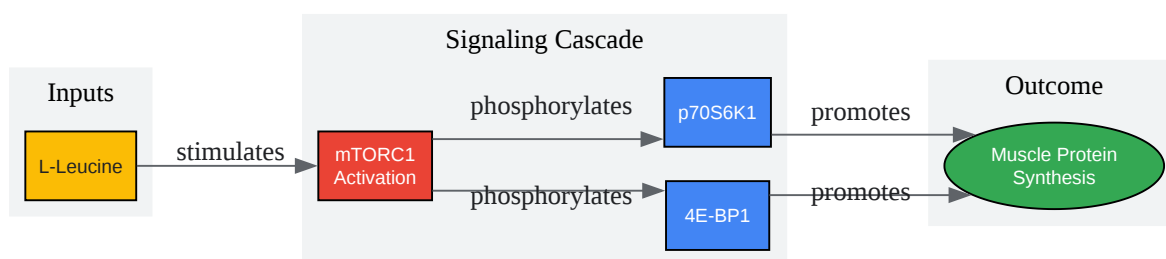 Signaling Cascade
Inputs
Outcome
L-Leucine
stimulates
mTORC1
Activation
phosphorylates
phosphorylates
p70S6K1
4E-BP1
promotes
promotes
Muscle Protein
Synthesis